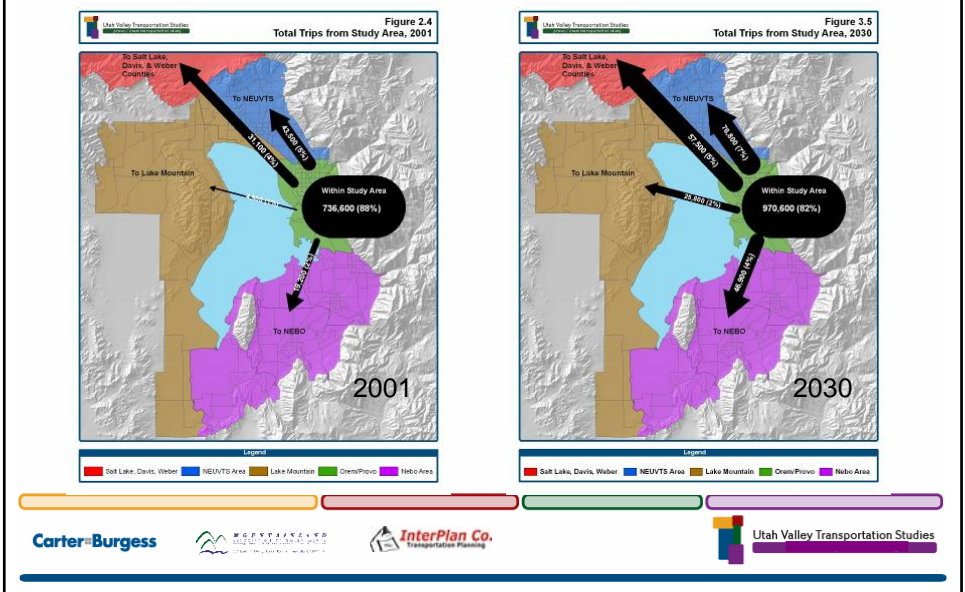 Utah Valley Transportation Studies
Figure 2.4
Total Trips from Study Area, 2001
To Salt Lake,
Davis, & Weber
Counties
To NEUVTS
43,500 (5%)
31,100 (4%)
To Lake Mountain
Within Study Area
736,600 (88%)
19,200 (2%)
To NEBO
2001
Legend
Salt Lake, Davis, Weber
NEUVTS Area
Lake Mountain
Orem/Provo
Nebo Area
Utah Valley Transportation Studies
Figure 3.5
Total Trips from Study Area, 2030
To Salt Lake,
Davis, & Weber
Counties
To NEUVTS
76,800 (7%)
57,500 (5%)
To Lake Mountain
25,800 (2%)
Within Study Area
970,600 (82%)
46,900 (4%)
To NEBO
2030
Legend
Salt Lake, Davis, Weber
NEUVTS Area
Lake Mountain
Orem/Provo
Nebo Area
Carter Burgess
MOUNTAINLAND
InterPlan Co.
Transportation Planning
Utah Valley Transportation Studies